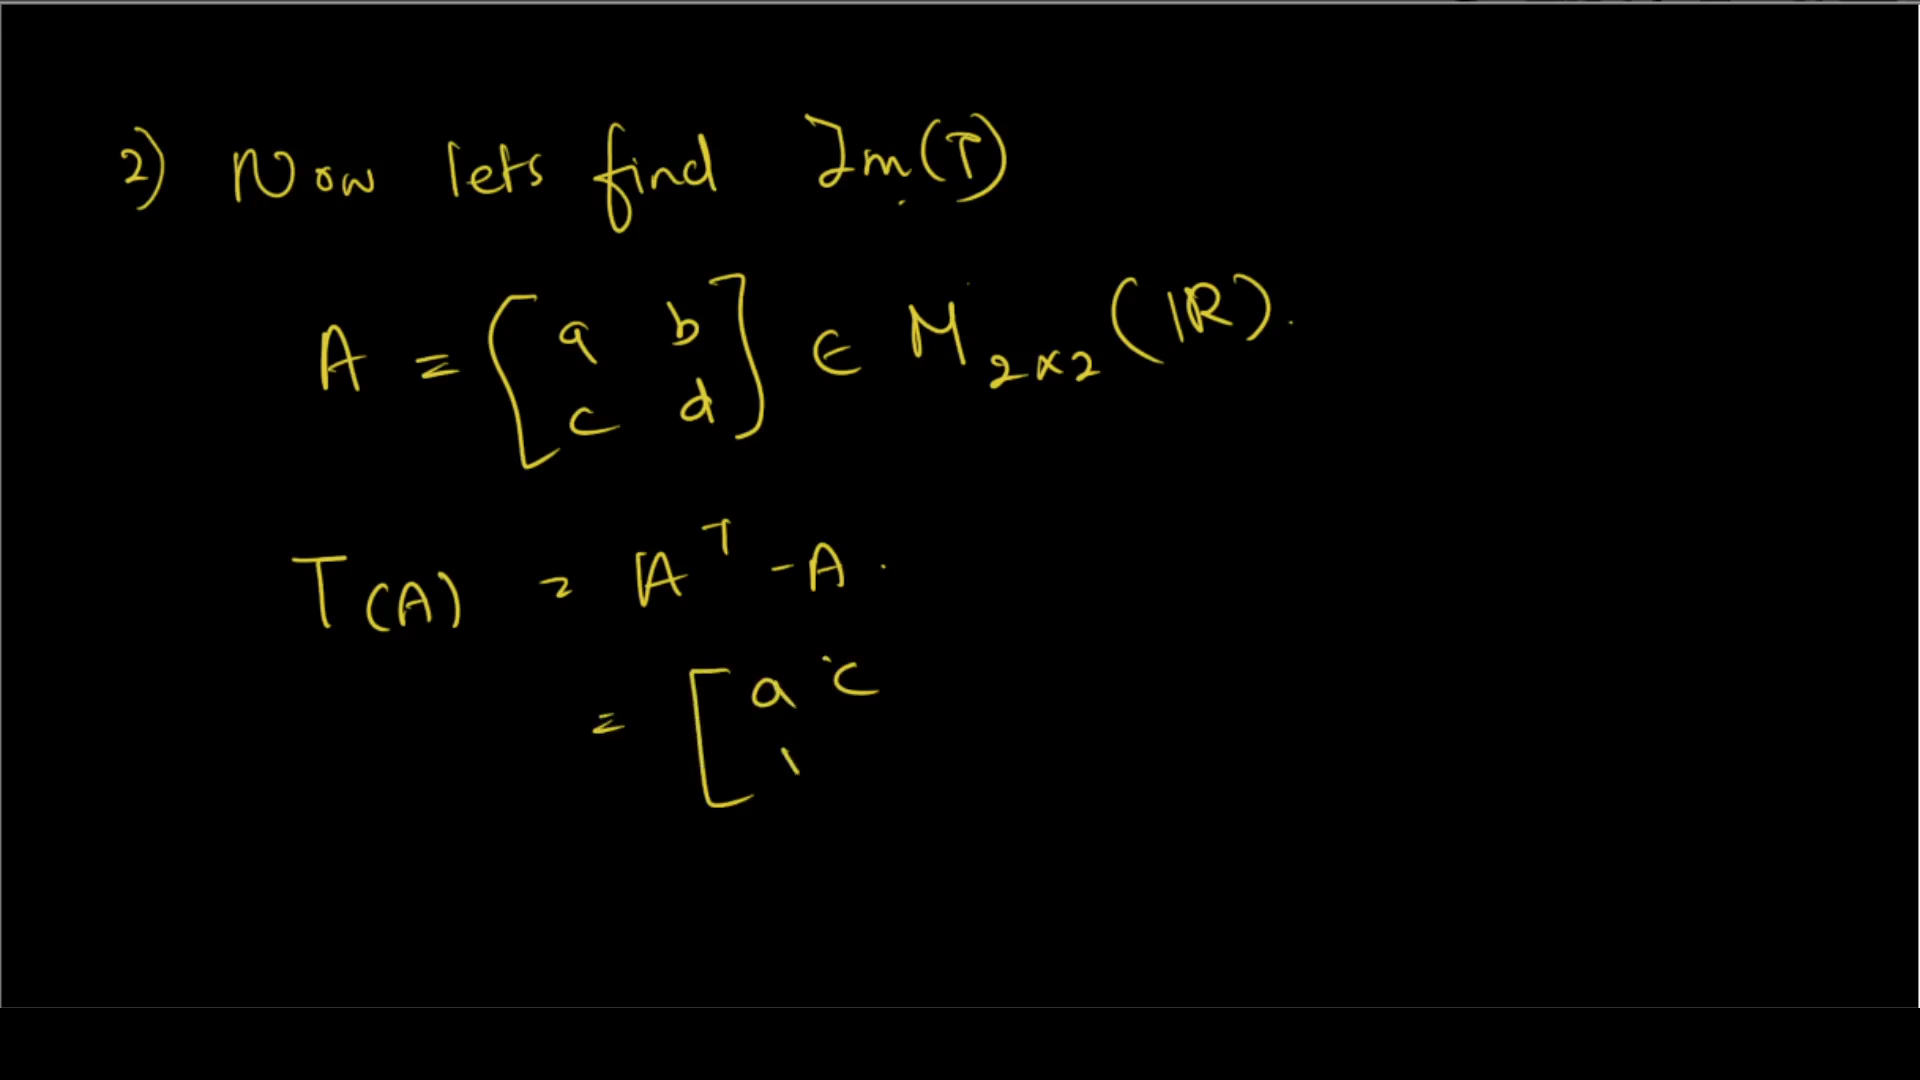 2) Now lets find Im(T)
A = [a b
c d] ∈ M2x2 (IR).
T(A) = A^T - A.
= [a c